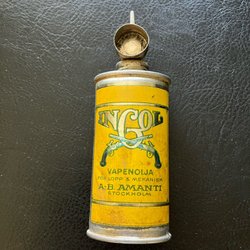 INGOL
VAPENOLJA
FÖR LOPP & MEKANISM
A-B. AMANTI
STOCKHOLM